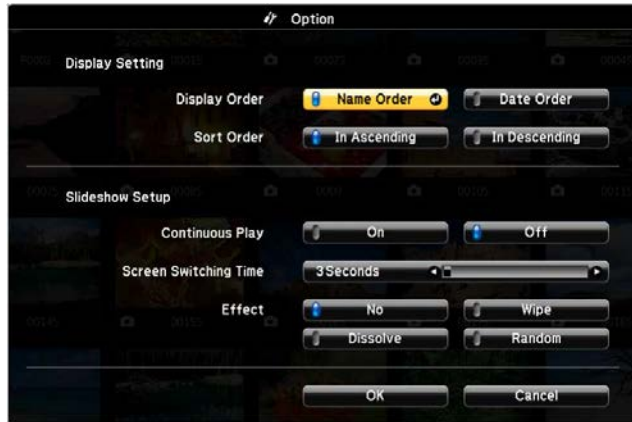 Option
Display Setting
Display Order Name Order Date Order
Sort Order In Ascending In Descending
Slideshow Setup
Continuous Play On Off
Screen Switching Time 3Seconds
Effect No Wipe
Dissolve Random
OK Cancel